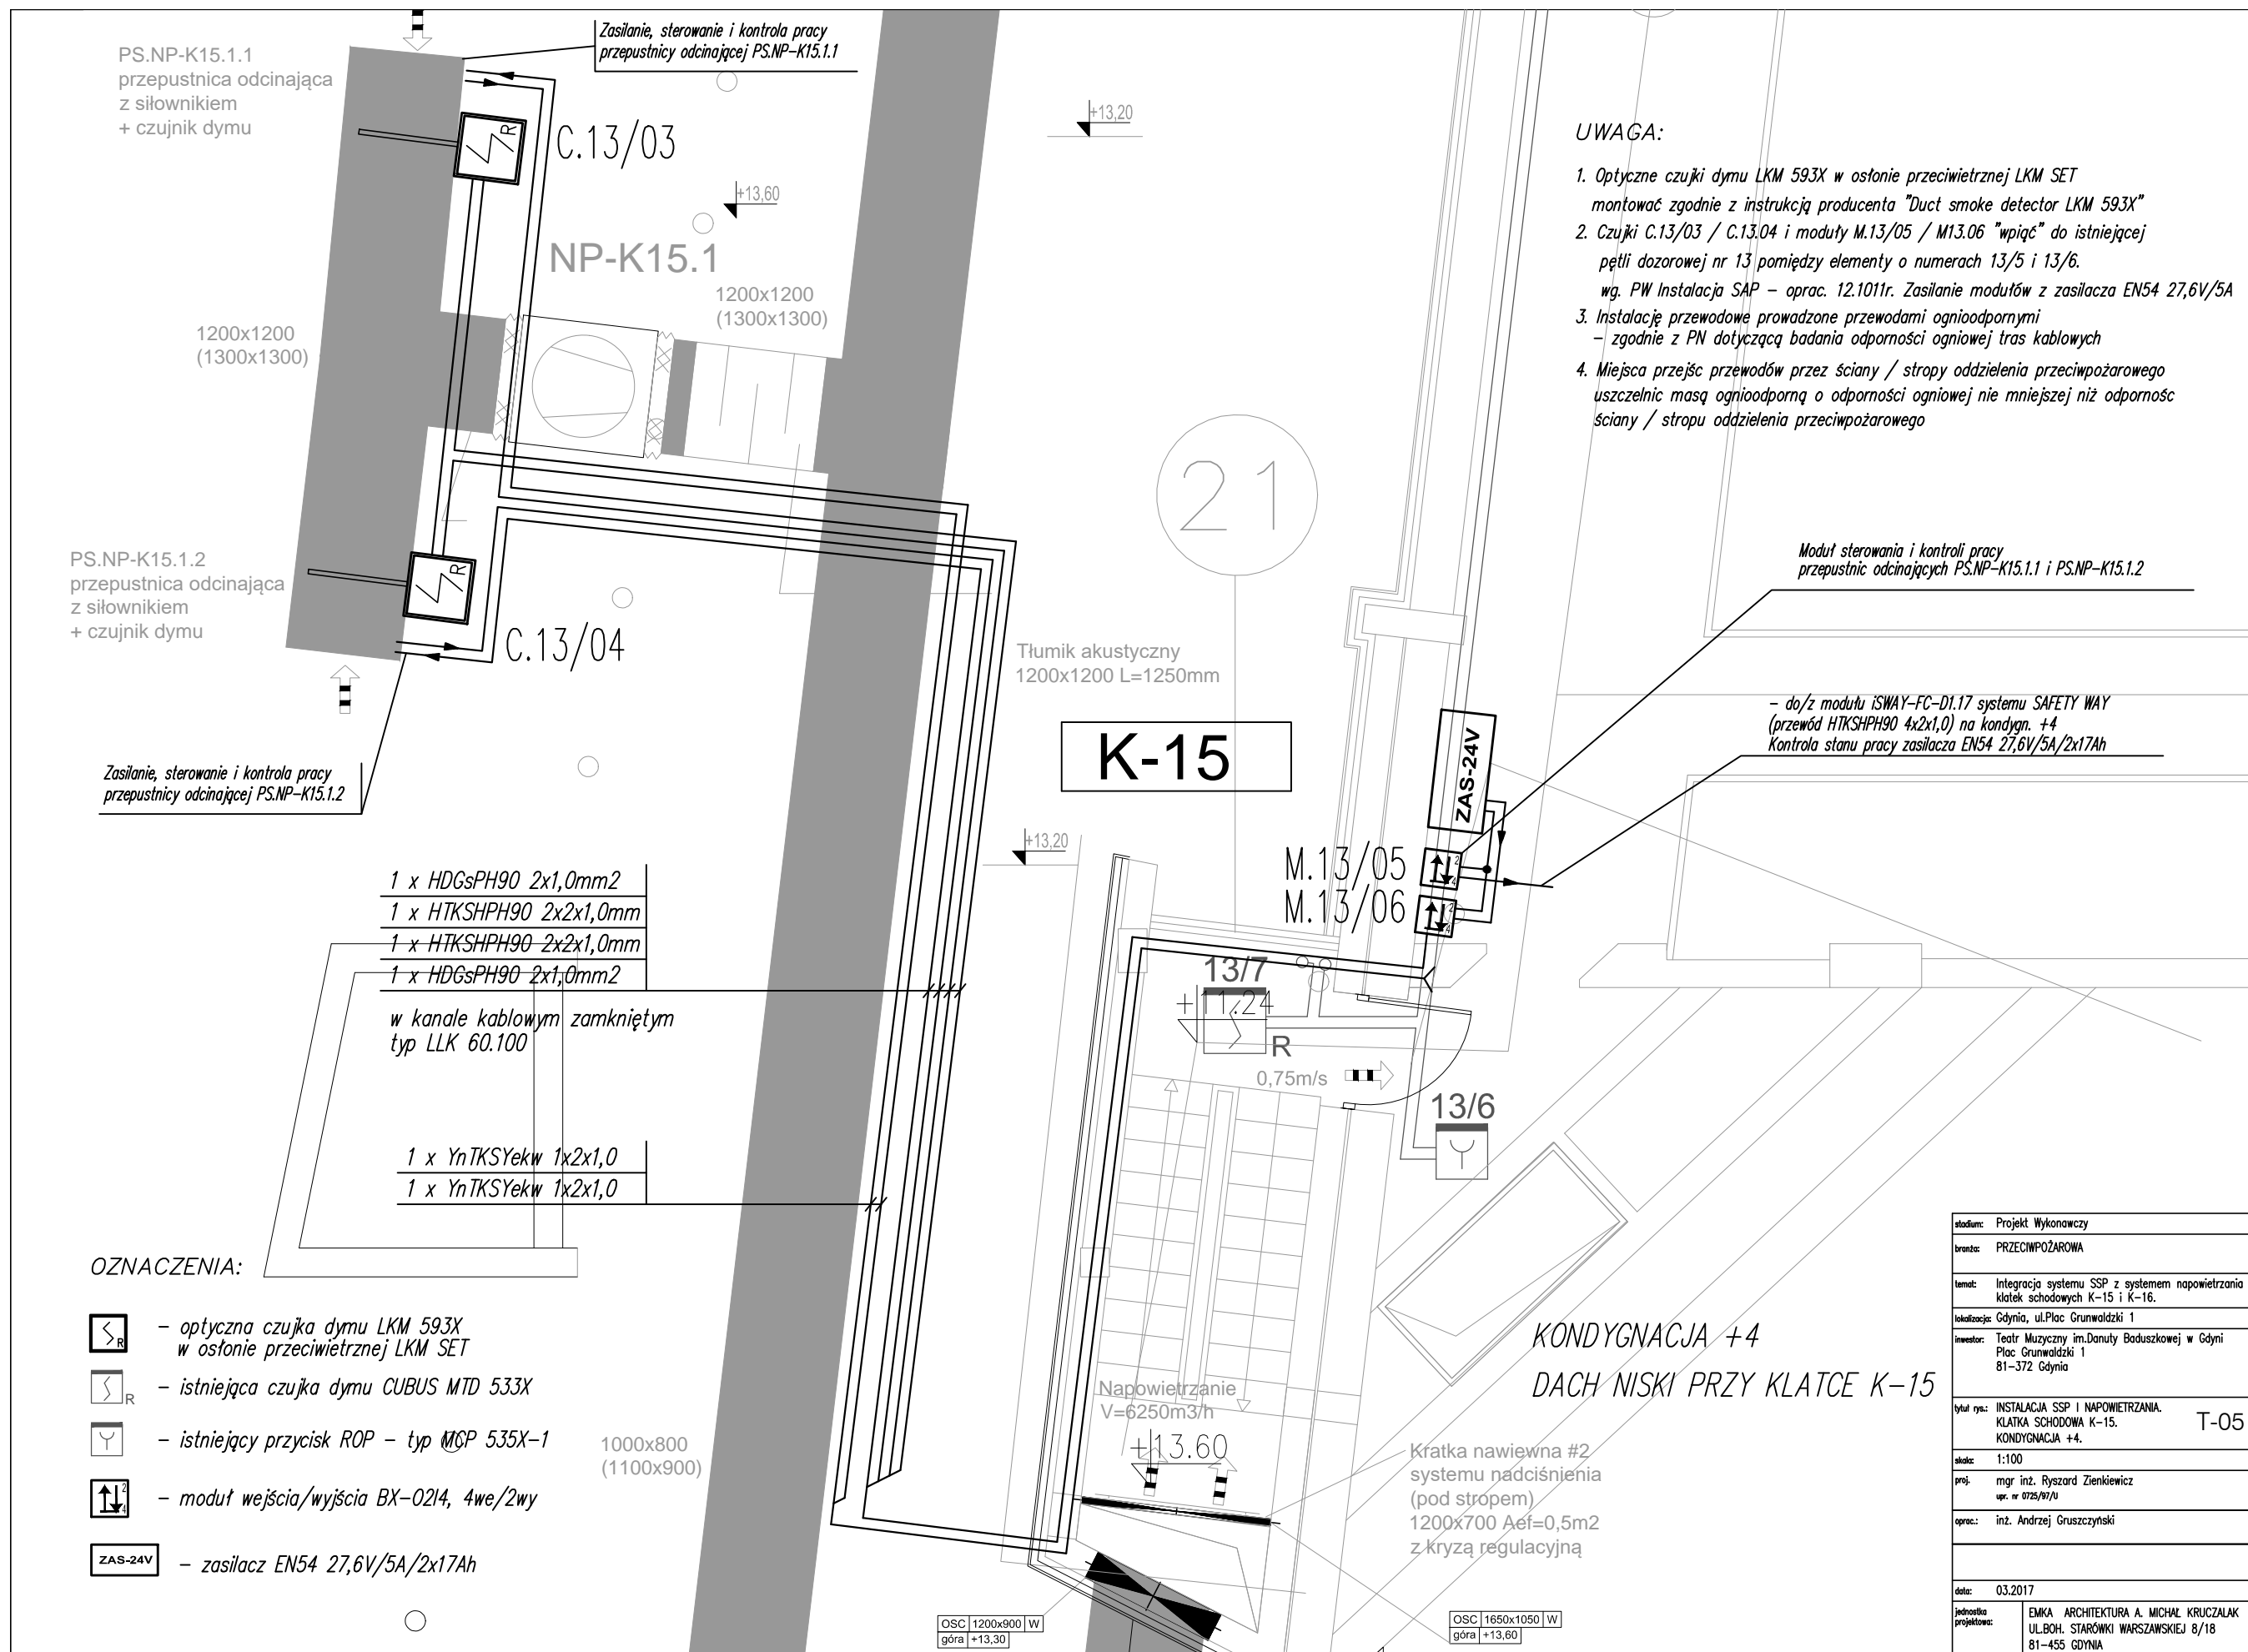 PS.NP-K15.1.1
przepustnica odcinająca
z siłownikiem
+ czujnik dymu
Zasilanie, sterowanie i kontrola pracy
przepustnicy odcinającej PS.NP-K15.1.1
C.13/03
+13,60
NP-K15.1
1200x1200
(1300x1300)
1200x1200
(1300x1300)
+13,20
UWAGA:
1. Optyczne czujki dymu LKM 593X w osłonie przeciwietrznej LKM SET
montować zgodnie z instrukcją producenta "Duct smoke detector LKM 593X"
2. Czujki C.13/03 / C.13.04 i moduły M.13/05 / M13.06 "wpiąć" do istniejącej
pętli dozorowej nr 13 pomiędzy elementy o numerach 13/5 i 13/6.
wg. PW Instalacja SAP - oprac. 12.1011r. Zasilanie modułów z zasilacza EN54 27,6V/5A
3. Instalację przewodowe prowadzone przewodami ognioodpornymi
- zgodnie z PN dotyczącą badania odporności ogniowej tras kablowych
4. Miejsca przejśc przewodów przez ściany / stropy oddzielenia przeciwpożarowego
uszczelnic masą ognioodporną o odporności ogniowej nie mniejszej niż odpornośc
ściany / stropu oddzielenia przeciwpożarowego
21
PS.NP-K15.1.2
przepustnica odcinająca
z siłownikiem
+ czujnik dymu
R
R
C.13/04
Zasilanie, sterowanie i kontrola pracy
przepustnicy odcinającej PS.NP-K15.1.2
Tłumik akustyczny
1200x1200 L=1250mm
K-15
Moduł sterowania i kontroli pracy
przepustnic odcinających PS.NP-K15.1.1 i PS.NP-K15.1.2
- do/z modułu iSWAY-FC-D1.17 systemu SAFETY WAY
(przewód HTKSHPH90 4x2x1,0) na kondygn. +4
Kontrola stanu pracy zasilacza EN54 27,6V/5A/2x17Ah
ZAS-24V
+13,20
M.13/05
2
4
M.13/06
2
4
1 x HDGsPH90 2x1,0mm2
1 x HTKSHPH90 2x2x1,0mm
1 x HTKSHPH90 2x2x1,0mm
1 x HDGsPH90 2x1,0mm2
w kanale kablowym zamkniętym
typ LLK 60.100
1 x YnTKSYekw 1x2x1,0
1 x YnTKSYekw 1x2x1,0
13/7
+11.24
R
0,75m/s
13/6
OZNACZENIA:
R
- optyczna czujka dymu LKM 593X
w osłonie przeciwietrznej LKM SET
R
- istniejąca czujka dymu CUBUS MTD 533X
- istniejący przycisk ROP - typ MCP 535X-1
2
4
- moduł wejścia/wyjścia BX-O2I4, 4we/2wy
ZAS-24V
- zasilacz EN54 27,6V/5A/2x17Ah
1000x800
(1100x900)
Napowietrzanie
V=6250m3/h
+13.60
Kratka nawiewna #2
systemu nadciśnienia
(pod stropem)
1200x700 Aef=0,5m2
z kryzą regulacyjną
OSC 1200x900 W
góra +13,30
OSC 1650x1050 W
góra +13,60
KONDYGNACJA +4
DACH NISKI PRZY KLATCE K-15
stadium: Projekt Wykonawczy
branża: PRZECIWPOŻAROWA
temat: Integracja systemu SSP z systemem napowietrzania
klatek schodowych K-15 i K-16.
lokalizacja: Gdynia, ul.Plac Grunwaldzki 1
inwestor: Teatr Muzyczny im.Danuty Baduszkowej w Gdyni
Plac Grunwaldzki 1
81-372 Gdynia
tytuł rys.: INSTALACJA SSP I NAPOWIETRZANIA.
KLATKA SCHODOWA K-15.
KONDYGNACJA +4.
T-05
skala: 1:100
proj. mgr inż. Ryszard Zienkiewicz
upr. nr 0725/97/U
oprac.: inż. Andrzej Gruszczyński
data: 03.2017
jednostka
projektowa:
EMKA ARCHITEKTURA A. MICHAŁ KRUCZALAK
UL.BOH. STARÓWKI WARSZAWSKIEJ 8/18
81-455 GDYNIA